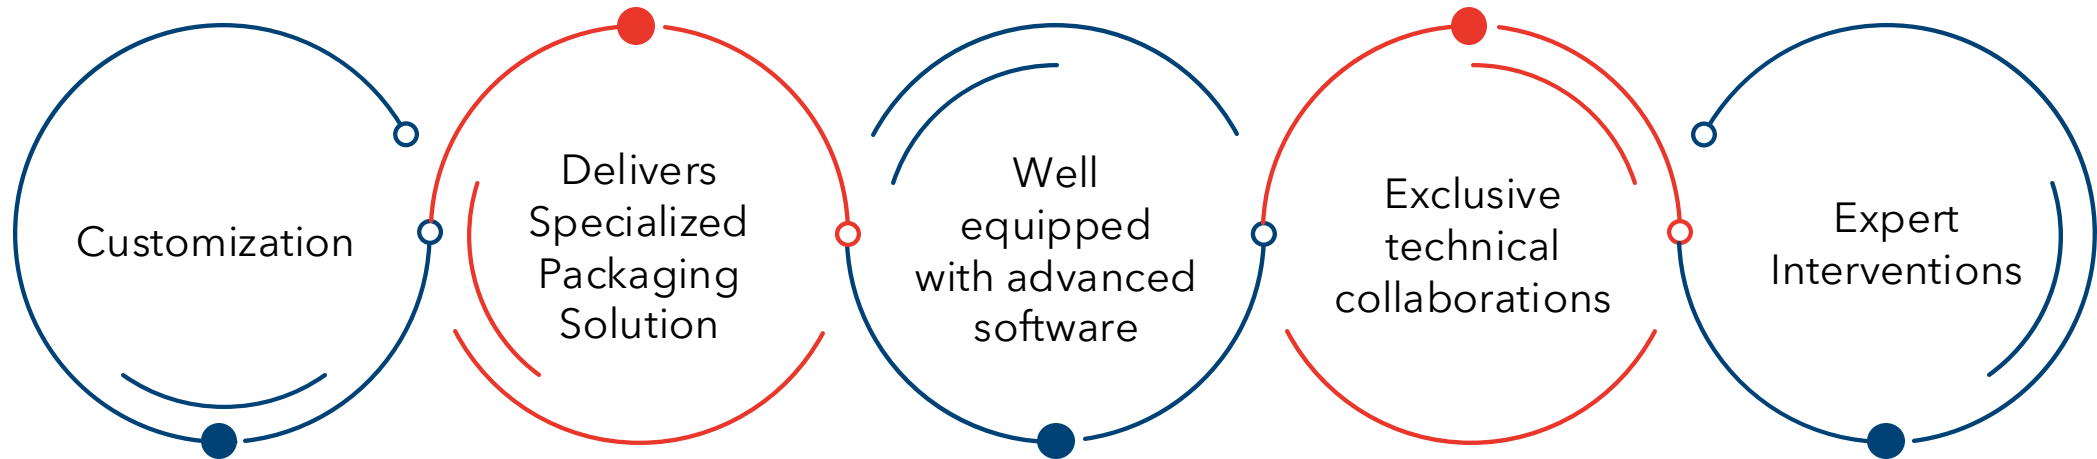 Customization
Delivers
Specialized
Packaging
Solution
Well
equipped
with advanced
software
Exclusive
technical
collaborations
Expert
Interventions